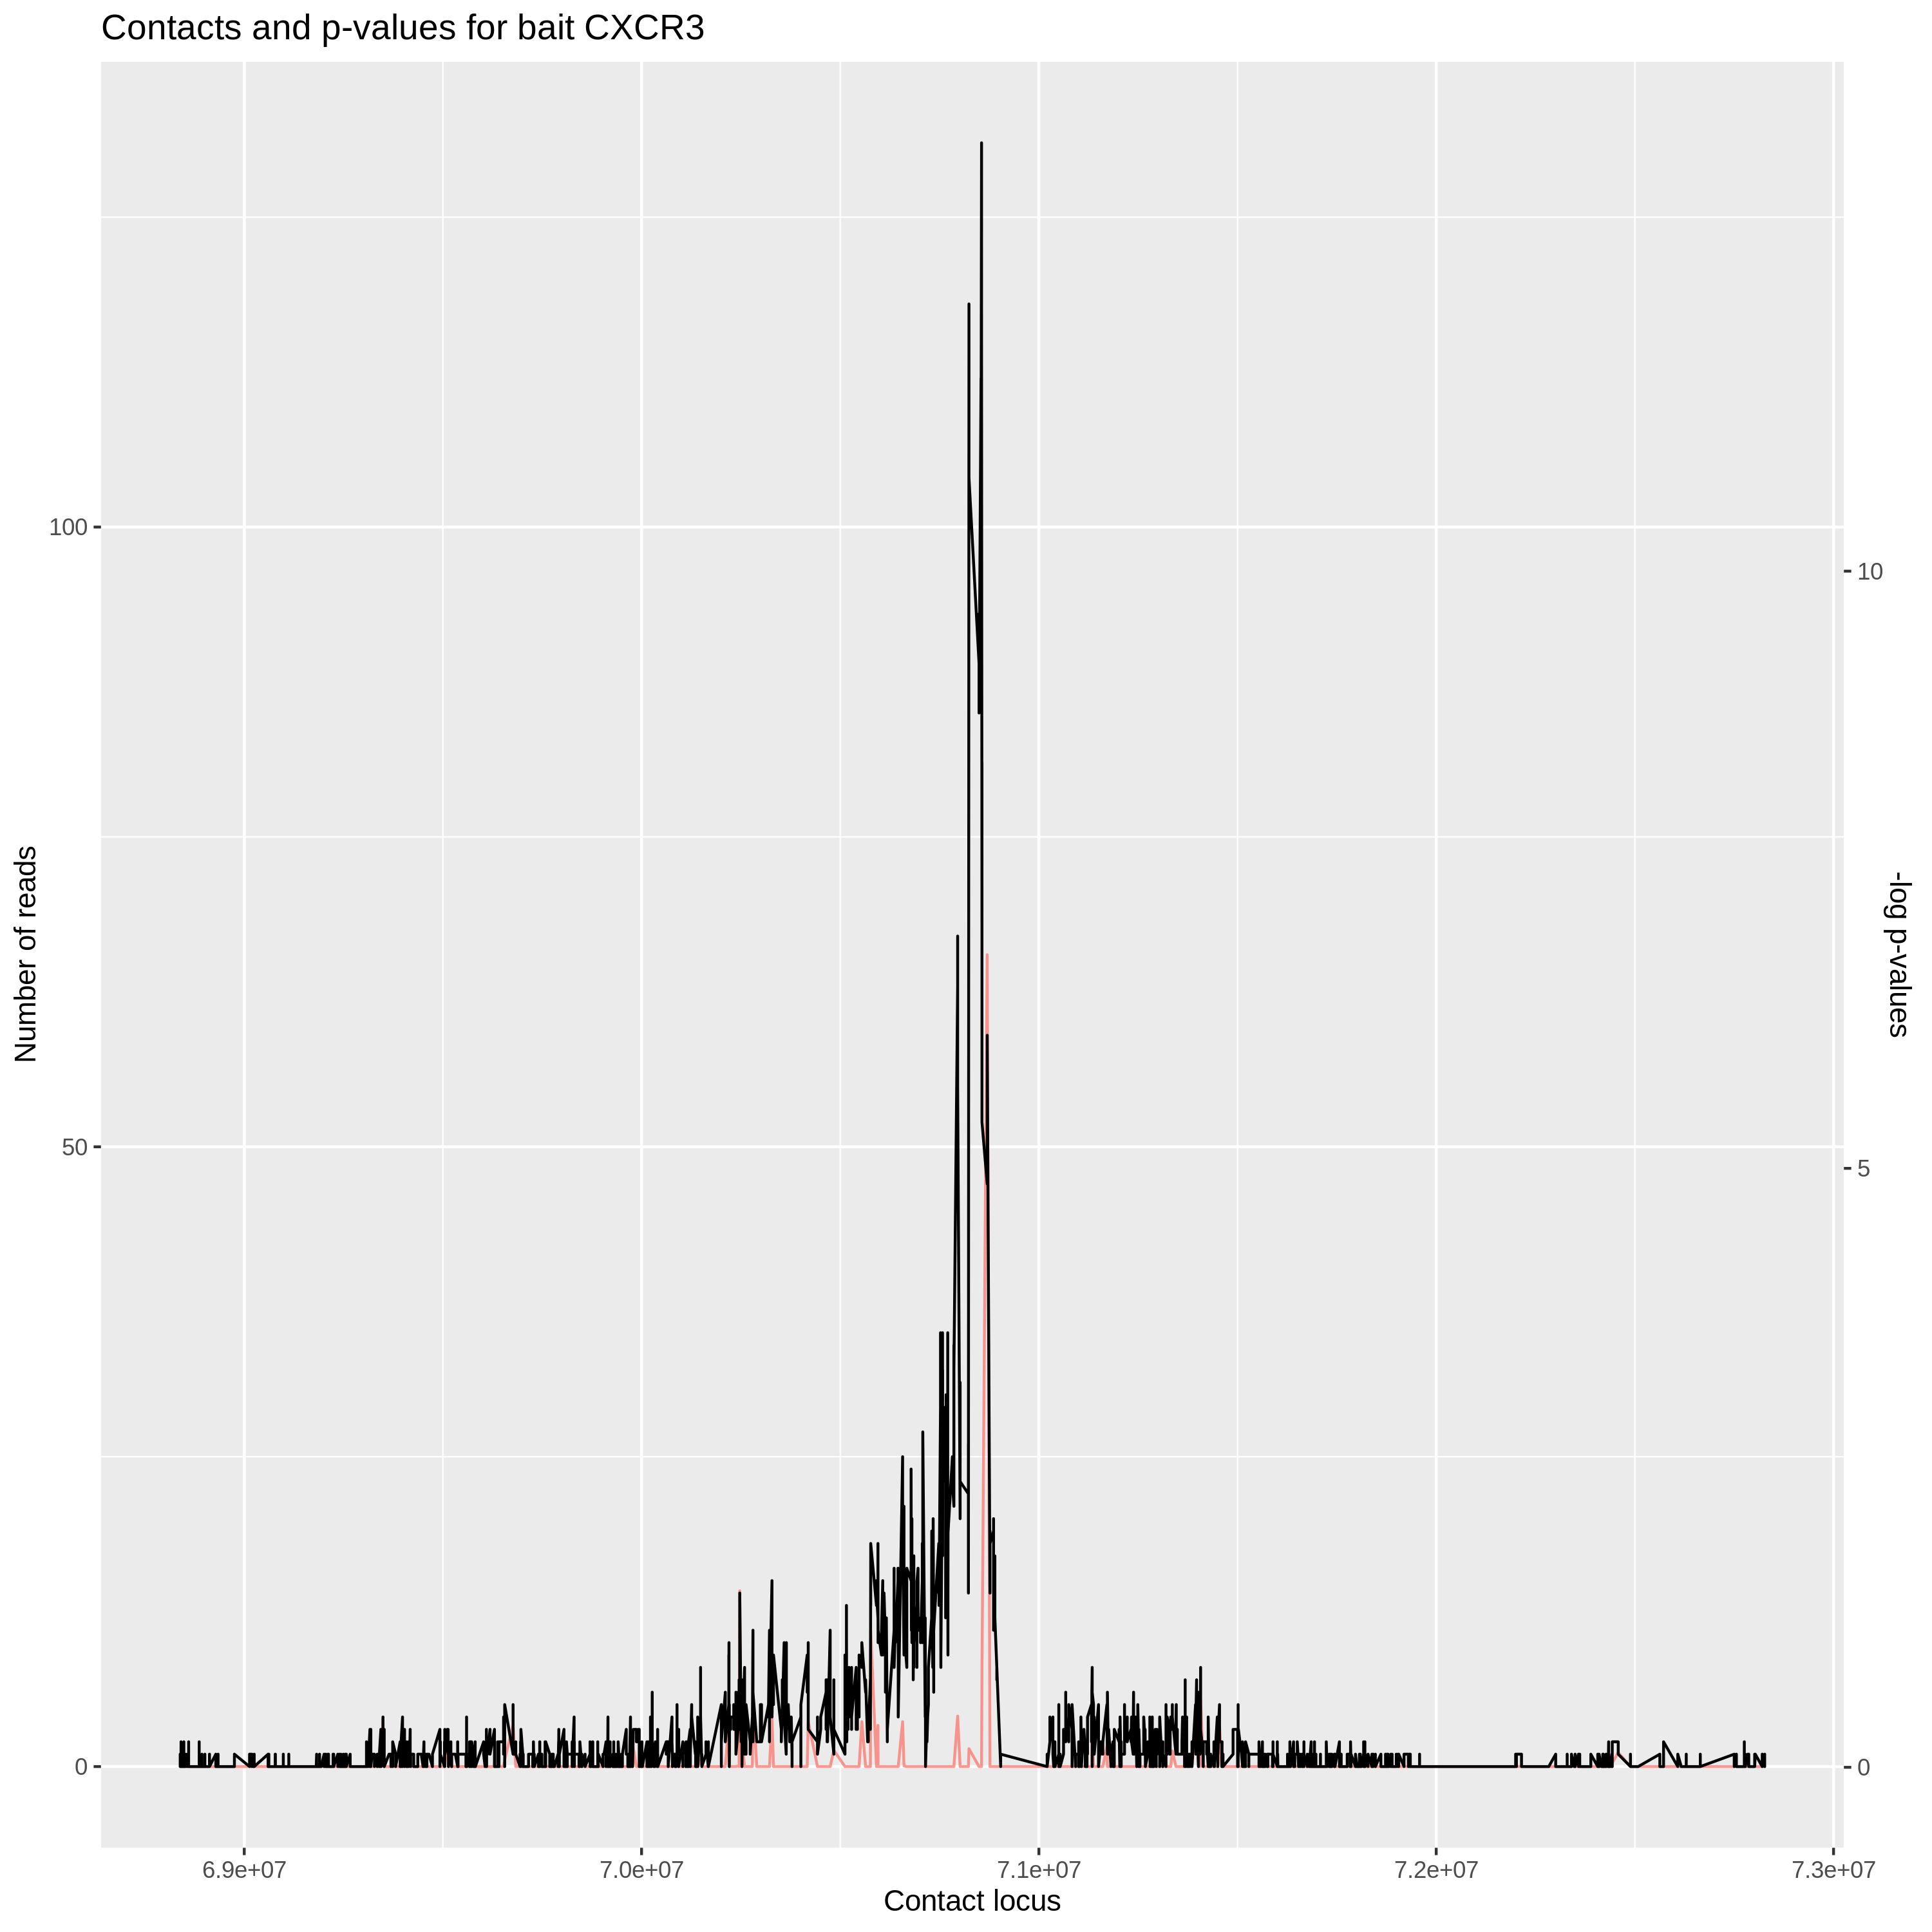 Contacts and p-values for bait CXCR3
Number of reads
100
50
0
10
5
0
-log p-values
6.9e+07
7.0e+07
7.1e+07
7.2e+07
7.3e+07
Contact locus